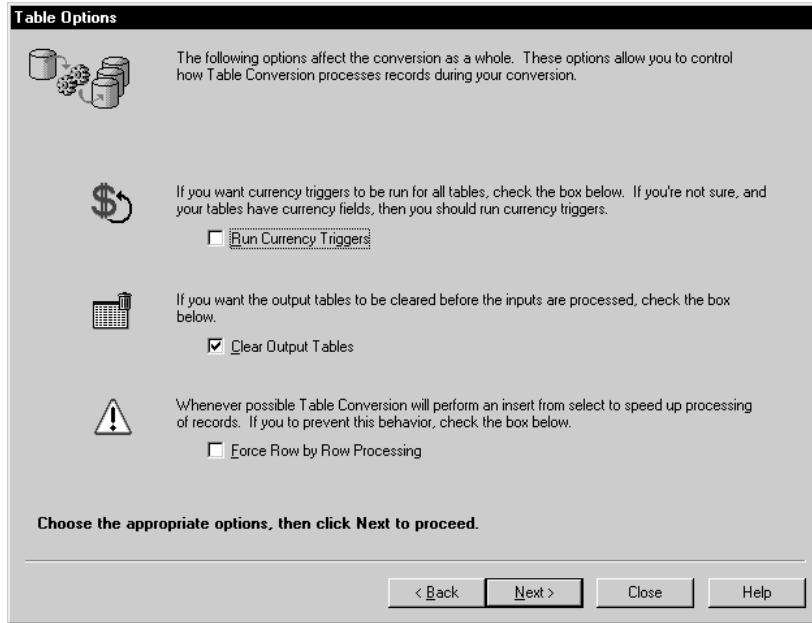 Table Options
The following options affect the conversion as a whole. These options allow you to control
how Table Conversion processes records during your conversion.
If you want currency triggers to be run for all tables, check the box below. If you're not sure, and
your tables have currency fields, then you should run currency triggers.
Run Currency Triggers
If you want the output tables to be cleared before the inputs are processed, check the box
below.
Clear Output Tables
Whenever possible Table Conversion will perform an insert from select to speed up processing
of records. If you to prevent this behavior, check the box below.
Force Row by Row Processing
Choose the appropriate options, then click Next to proceed.
< Back Next > Close Help